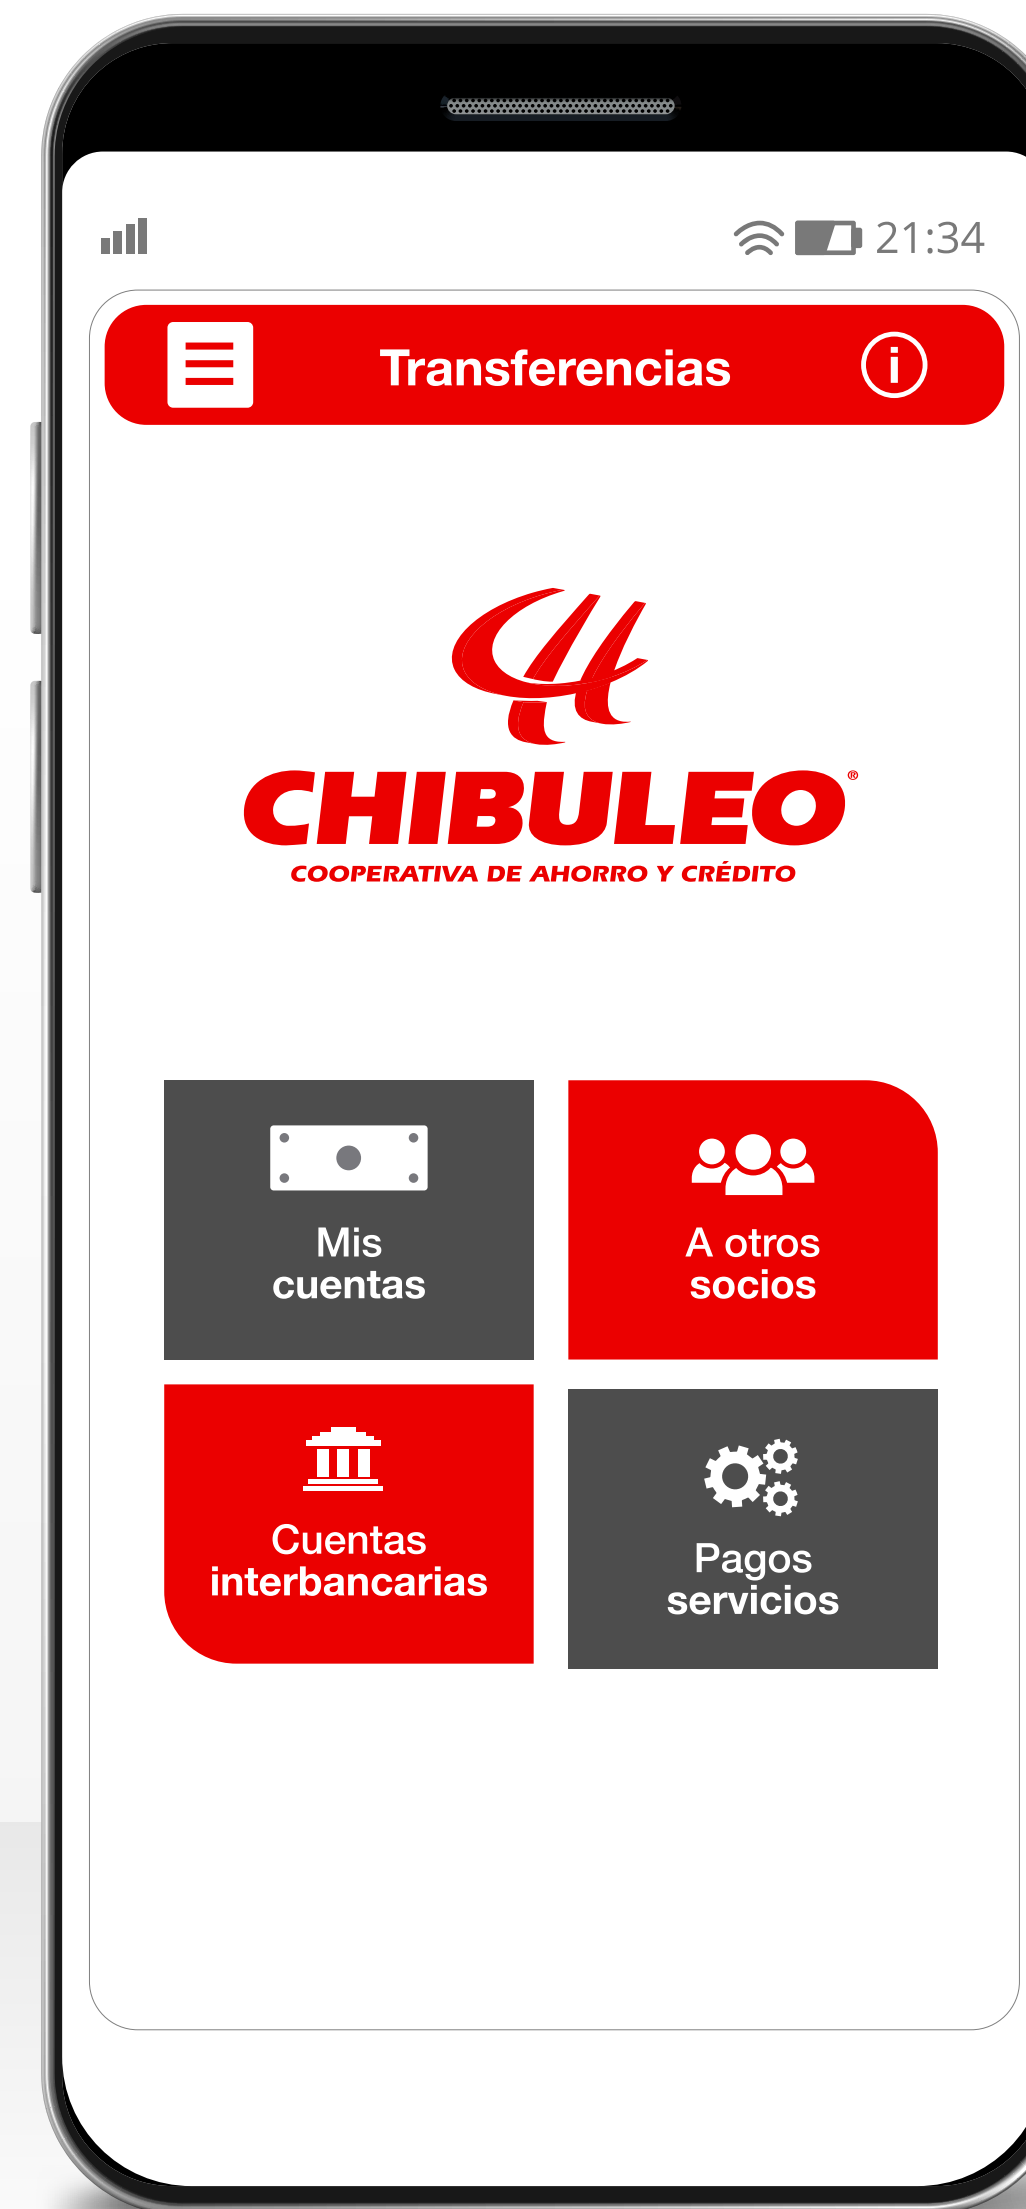 21:34
Transferencias
CHIBULEO®
COOPERATIVA DE AHORRO Y CRÉDITO
Mis
cuentas
A otros
socios
Cuentas
interbancarias
Pagos
servicios